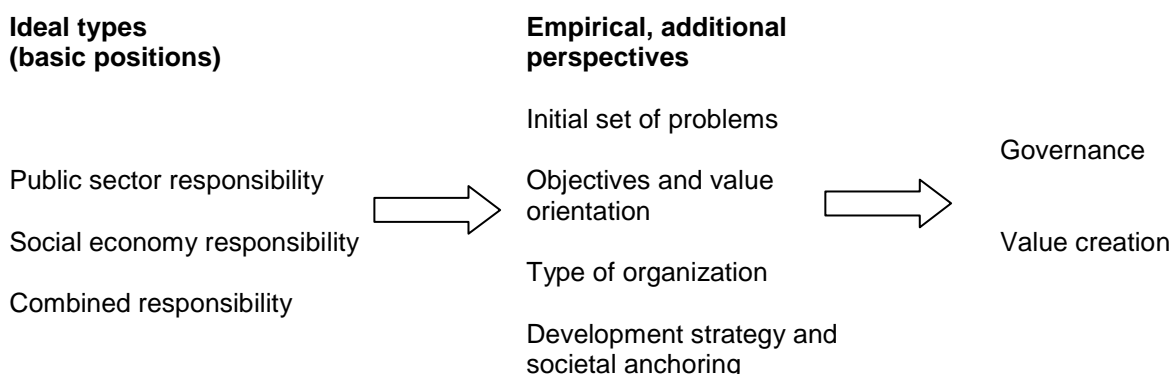 Ideal types
(basic positions)
Public sector responsibility
Social economy responsibility
Combined responsibility
Empirical, additional
perspectives
Initial set of problems
Objectives and value
orientation
Type of organization
Development strategy and
societal anchoring
Governance
Value creation